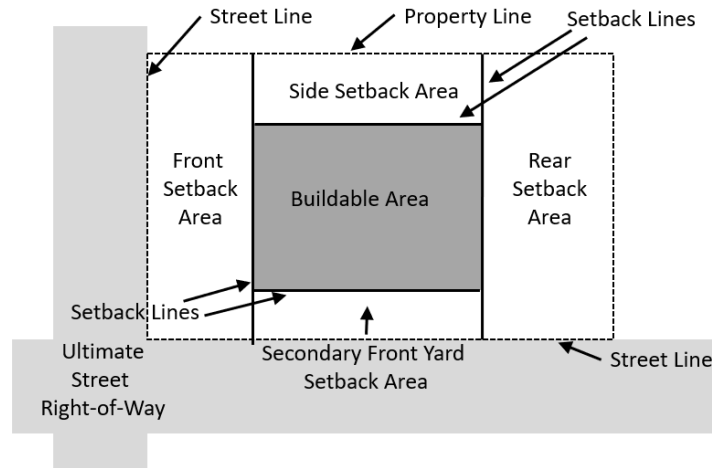 Street Line
Property Line
Setback Lines
Side Setback Area
Front
Setback
Area
Buildable Area
Rear
Setback
Area
Setback Lines
Ultimate
Street
Right-of-Way
Secondary Front Yard
Setback Area
Street Line